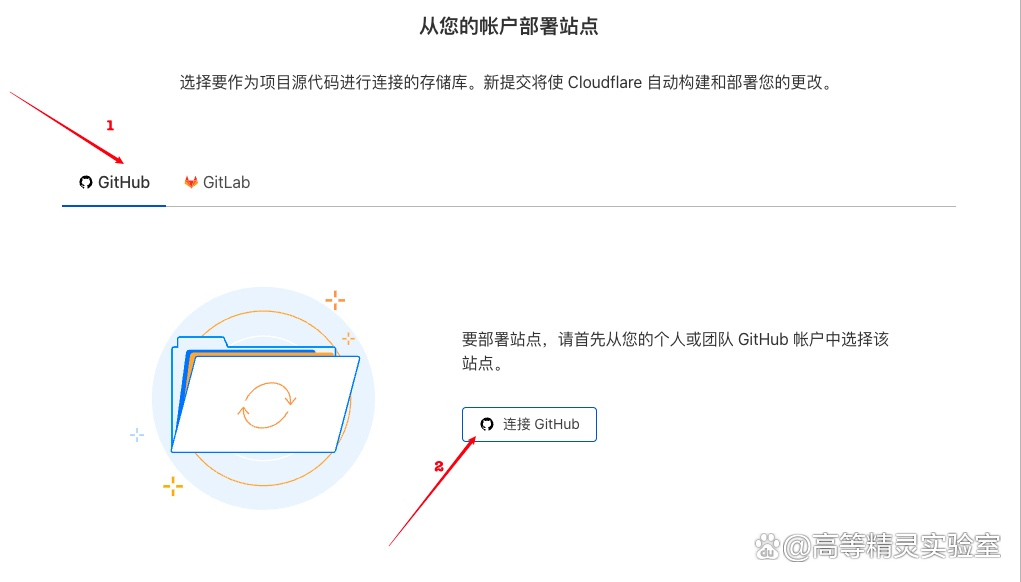 从您的帐户部署站点
选择要作为项目源代码进行连接的存储库。新提交将使 Cloudflare 自动构建和部署您的更改。
1
GitHub GitLab
要部署站点，请首先从您的个人或团队 GitHub 帐户中选择该
站点。
连接 GitHub
2
du @高等精灵实验室